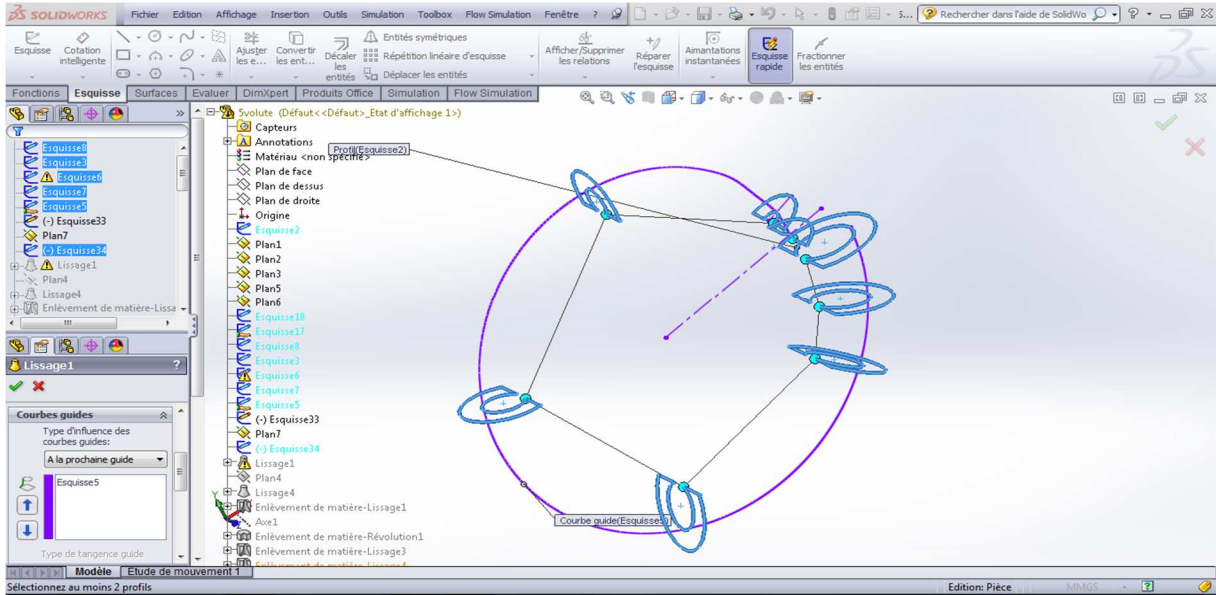 SOLIDWORKS Fichier Edition Affichage Insertion Outils Simulation Toolbox Flow Simulation Fenêtre ? S... Rechercher dans l'aide de SolidWo
Esquisse Cotation intelligente Ajuster les e... Convertir les ent... Décaler les entités
Entités symétriques
Répétition linéaire d'esquisse
Déplacer les entités
Afficher/Supprimer les relations Réparer l'esquisse Aimantations instantanées Esquisse rapide Fractionner les entités
Fonctions Esquisse Surfaces Evaluer DimXpert Produits Office Simulation Flow Simulation
Esquisse8
Esquisse3
Esquisse6
Esquisse7
Esquisse5
(-) Esquisse33
Plan7
(-) Esquisse34
Lissage1
Plan4
Lissage4
Enlèvement de matière-Lissa
Lissage1 ?
Courbes guides
Type d'influence des
courbes guides:
A la prochaine guide
Esquisse5
Type de tangence guide
5volute (Défaut<<Défaut>_Etat d'affichage 1>)
Capteurs
Annotations
Matériau <non spécifié>
Plan de face
Plan de dessus
Plan de droite
Origine
Esquisse2
Plan1
Plan2
Plan3
Plan5
Plan6
Esquisse18
Esquisse17
Esquisse8
Esquisse3
Esquisse6
Esquisse7
Esquisse5
(-) Esquisse33
Plan7
(-) Esquisse34
Lissage1
Plan4
Lissage4
Enlèvement de matière-Lissage1
Axe1
Enlèvement de matière-Révolution1
Enlèvement de matière-Lissage3
Enlèvement de matière-Lissage4
Profil(Esquisse2)
Courbe guide(Esquisse5)
Y
Modèle Etude de mouvement 1
Sélectionnez au moins 2 profils Edition: Pièce MMGS